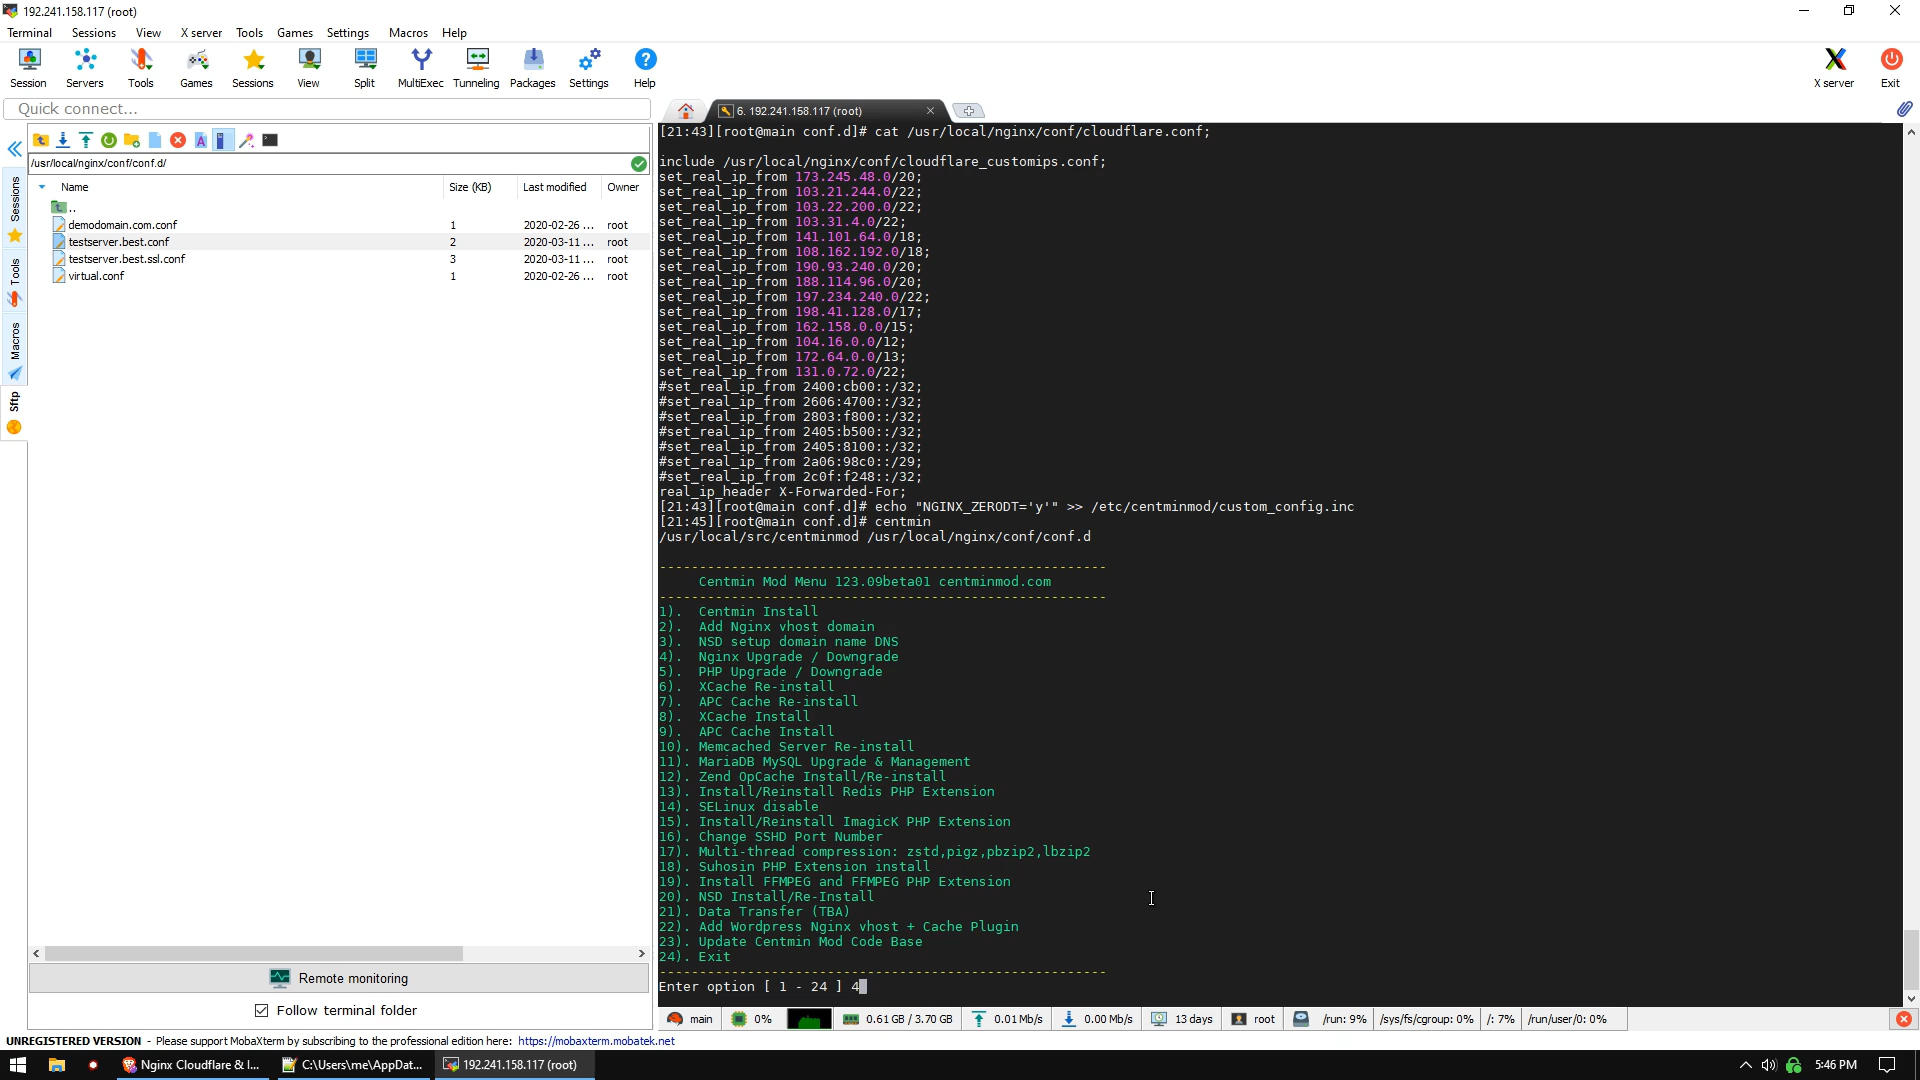 192.241.158.117 (root)
Terminal Sessions View X server Tools Games Settings Macros Help
Session Servers Tools Games Sessions View Split MultiExec Tunneling Packages Settings Help X server Exit
Quick connect...
6. 192.241.158.117 (root)
/usr/local/nginx/conf/conf.d/
Name Size (KB) Last modified Owner
..
demodomain.com.conf 1 2020-02-26 ... root
testserver.best.conf 2 2020-03-11 ... root
testserver.best.ssl.conf 3 2020-03-11 ... root
virtual.conf 1 2020-02-26 ... root
Sessions
Tools
Macros
Sftp
Remote monitoring
Follow terminal folder
[21:43][root@main conf.d]# cat /usr/local/nginx/conf/cloudflare.conf;
include /usr/local/nginx/conf/cloudflare_customips.conf;
set_real_ip_from 173.245.48.0/20;
set_real_ip_from 103.21.244.0/22;
set_real_ip_from 103.22.200.0/22;
set_real_ip_from 103.31.4.0/22;
set_real_ip_from 141.101.64.0/18;
set_real_ip_from 108.162.192.0/18;
set_real_ip_from 190.93.240.0/20;
set_real_ip_from 188.114.96.0/20;
set_real_ip_from 197.234.240.0/22;
set_real_ip_from 198.41.128.0/17;
set_real_ip_from 162.158.0.0/15;
set_real_ip_from 104.16.0.0/12;
set_real_ip_from 172.64.0.0/13;
set_real_ip_from 131.0.72.0/22;
#set_real_ip_from 2400:cb00::/32;
#set_real_ip_from 2606:4700::/32;
#set_real_ip_from 2803:f800::/32;
#set_real_ip_from 2405:b500::/32;
#set_real_ip_from 2405:8100::/32;
#set_real_ip_from 2a06:98c0::/29;
#set_real_ip_from 2c0f:f248::/32;
real_ip_header X-Forwarded-For;
[21:43][root@main conf.d]# echo "NGINX_ZERODT='y'" >> /etc/centminmod/custom_config.inc
[21:45][root@main conf.d]# centmin
/usr/local/src/centminmod /usr/local/nginx/conf/conf.d
--------------------------------------------------------
Centmin Mod Menu 123.09beta01 centminmod.com
--------------------------------------------------------
1). Centmin Install
2). Add Nginx vhost domain
3). NSD setup domain name DNS
4). Nginx Upgrade / Downgrade
5). PHP Upgrade / Downgrade
6). XCache Re-install
7). APC Cache Re-install
8). XCache Install
9). APC Cache Install
10). Memcached Server Re-install
11). MariaDB MySQL Upgrade & Management
12). Zend OpCache Install/Re-install
13). Install/Reinstall Redis PHP Extension
14). SELinux disable
15). Install/Reinstall ImagicK PHP Extension
16). Change SSHD Port Number
17). Multi-thread compression: zstd,pigz,pbzip2,lbzip2
18). Suhosin PHP Extension install
19). Install FFMPEG and FFMPEG PHP Extension
20). NSD Install/Re-Install
21). Data Transfer (TBA)
22). Add Wordpress Nginx vhost + Cache Plugin
23). Update Centmin Mod Code Base
24). Exit
--------------------------------------------------------
Enter option [ 1 - 24 ] 4
main 0% 0.61 GB / 3.70 GB 0.01 Mb/s 0.00 Mb/s 13 days root /run: 9% /sys/fs/cgroup: 0% /: 7% /run/user/0: 0%
UNREGISTERED VERSION - Please support MobaXterm by subscribing to the professional edition here: https://mobaxterm.mobatek.net
Nginx Cloudflare & I... C:\Users\me\AppDat... 192.241.158.117 (root) 5:46 PM